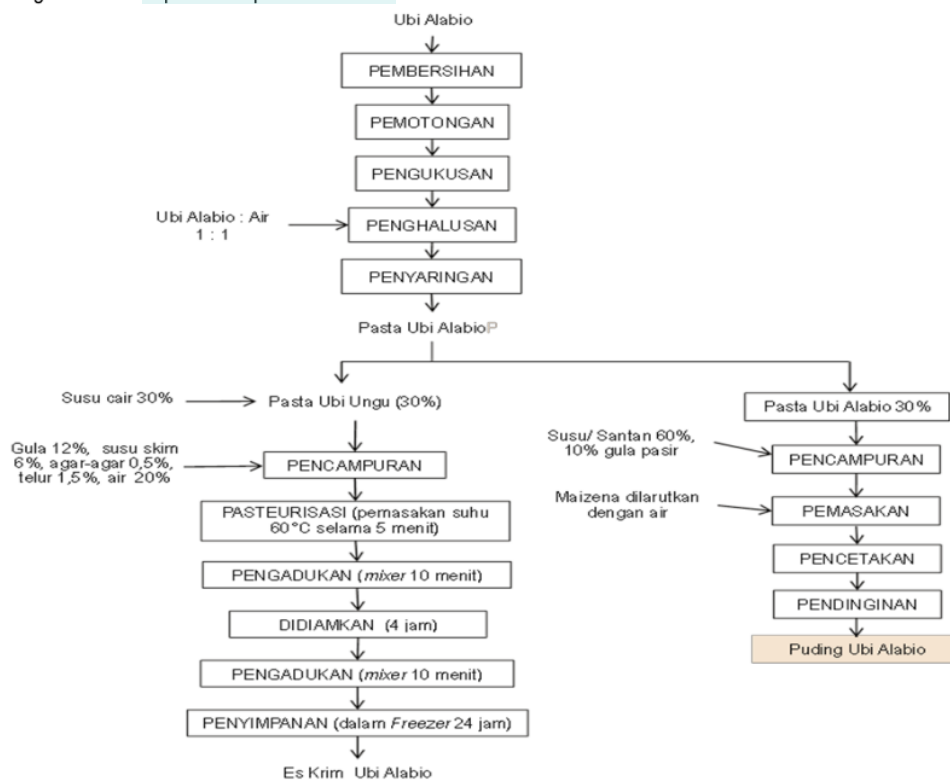 Ubi Alabio
PEMBERSIHAN
PEMOTONGAN
PENGUKUSAN
Ubi Alabio : Air
1 : 1
PENGHALUSAN
PENYARINGAN
Pasta Ubi AlabioP
Susu cair 30%
Pasta Ubi Ungu (30%)
Gula 12%, susu skim
6%, agar-agar 0,5%,
telur 1,5%, air 20%
PENCAMPURAN
PASTEURISASI (pemasakan suhu
60°C selama 5 menit)
PENGADUKAN (mixer 10 menit)
DIDIAMKAN (4 jam)
PENGADUKAN (mixer 10 menit)
PENYIMPANAN (dalam Freezer 24 jam)
Es Krim Ubi Alabio
Pasta Ubi Alabio 30%
Susu/ Santan 60%,
10% gula pasir
PENCAMPURAN
Maizena dilarutkan
dengan air
PEMASAKAN
PENCETAKAN
PENDINGINAN
Puding Ubi Alabio